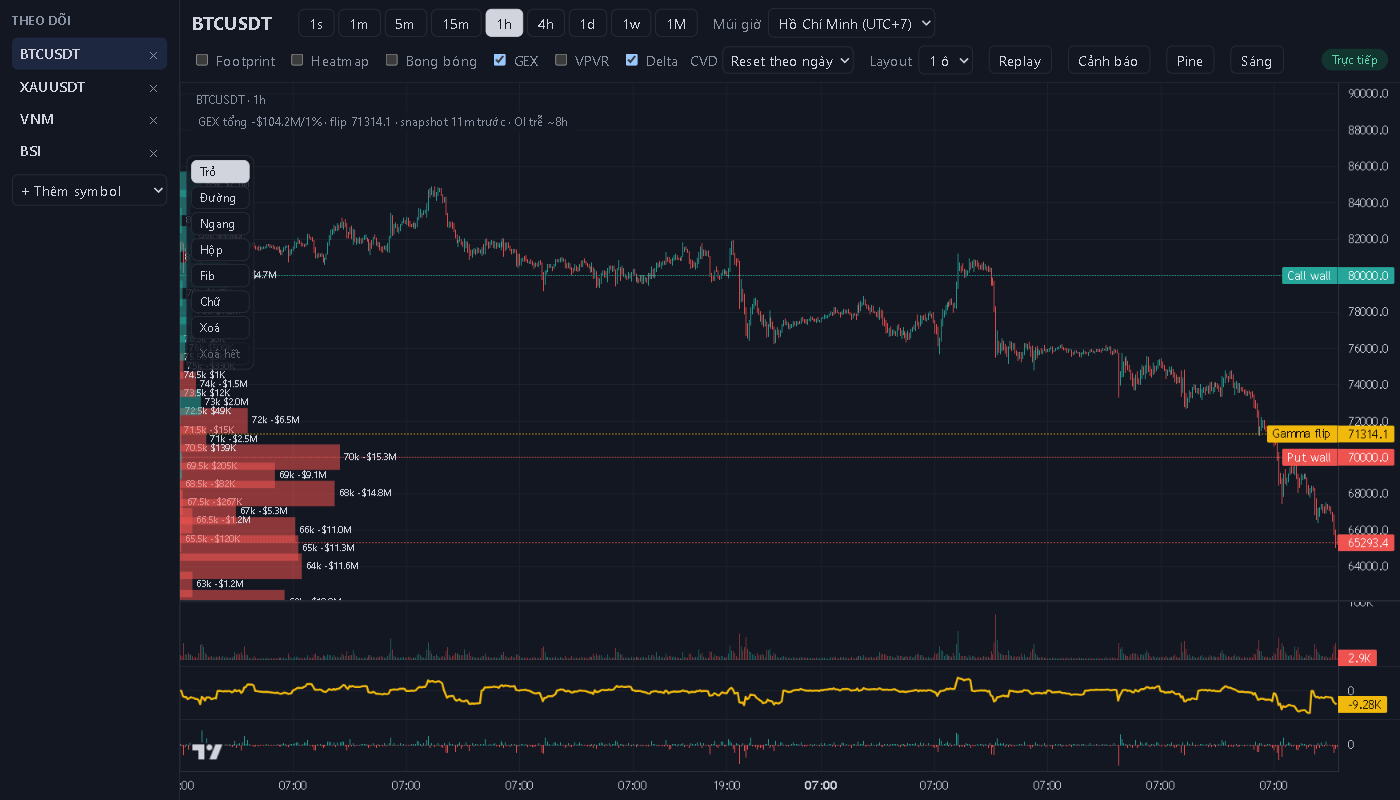 THEO DÕI
BTCUSDT ×
XAUUSDT ×
VNM ×
BSI ×
+ Thêm symbol
BTCUSDT 1s 1m 5m 15m 1h 4h 1d 1w 1M Múi giờ Hồ Chí Minh (UTC+7)
Footprint Heatmap Bong bóng GEX VPVR Delta CVD Reset theo ngày Layout 1 ô Replay Cảnh báo Pine Sáng Trực tiếp
BTCUSDT · 1h
GEX tổng -$104.2M/1% · flip 71314.1 · snapshot 11m trước · OI trễ ~8h
Trỏ
Đường
Ngang
Hộp
Fib
Chữ
Xoá
Xoá hết
$4.7M
74.5k $1K
74k -$1.5M
73.5k $12K
73k $2.0M
72.5k $49K
72k -$6.5M
71.5k -$15K
71k -$2.5M
70.5k $139K
70k -$15.3M
69.5k $205K
69k -$9.1M
68.5k -$82K
68k -$14.8M
67.5k -$267K
67k -$5.3M
66.5k -$1.2M
66k -$11.0M
65.5k -$120K
65k -$11.3M
64k -$11.6M
63k -$1.2M
90000.0
88000.0
86000.0
84000.0
82000.0
Call wall 80000.0
78000.0
76000.0
74000.0
72000.0
Gamma flip 71314.1
Put wall 70000.0
68000.0
66000.0
65293.4
64000.0
100K
2.9K
0
-9.28K
0
:00 07:00 07:00 07:00 07:00 19:00 07:00 07:00 07:00 07:00 07:00